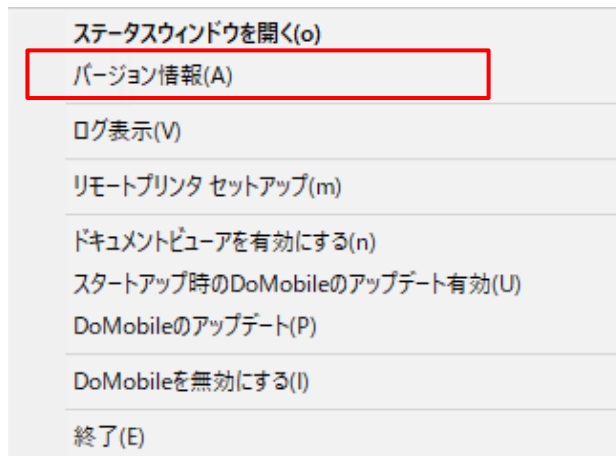 ステータスウィンドウを開く(o)
バージョン情報(A)
ログ表示(V)
リモートプリンタ セットアップ(m)
ドキュメントビューアを有効にする(n)
スタートアップ時のDoMobileのアップデート有効(U)
DoMobileのアップデート(P)
DoMobileを無効にする(I)
終了(E)